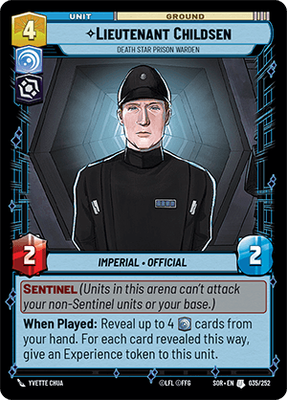 UNIT GROUND
4
✧LIEUTENANT CHILDSEN
DEATH STAR PRISON WARDEN
2 2
IMPERIAL • OFFICIAL
SENTINEL (Units in this arena can't attack
your non-Sentinel units or your base.)
When Played: Reveal up to 4 cards from
your hand. For each card revealed this way,
give an Experience token to this unit.
YVETTE CHUA ©LFL ©FFG SOR • EN 035/252